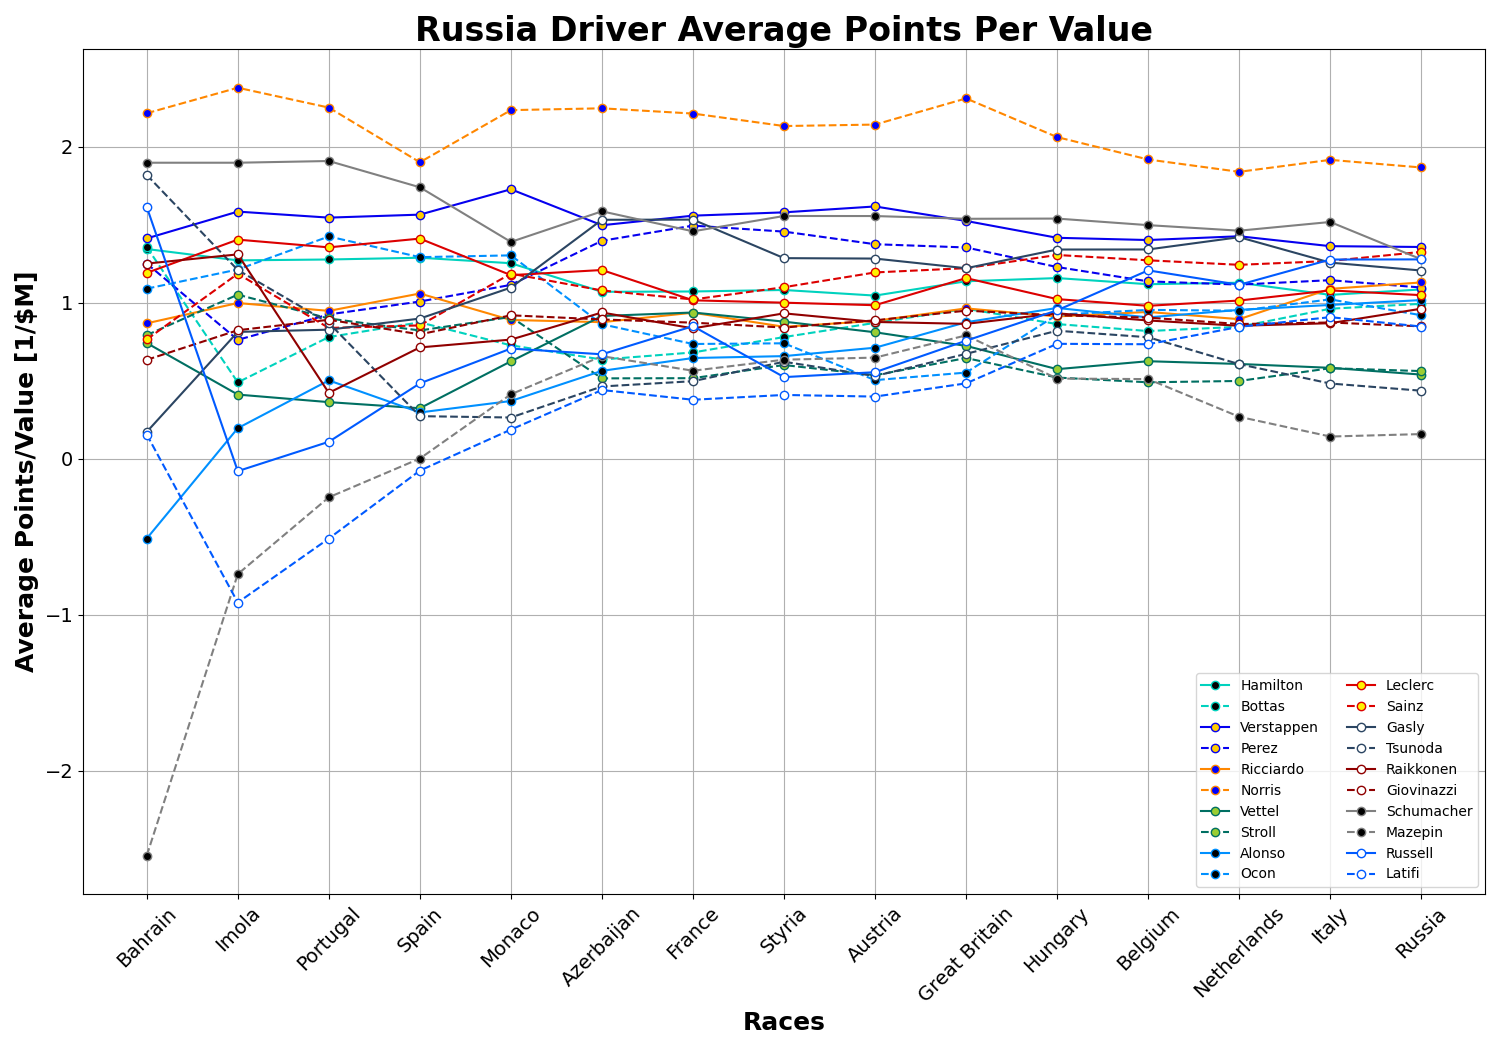 Russia Driver Average Points Per Value
Average Points/Value [1/$M]
2
1
0
−1
−2
Hamilton
Bottas
Verstappen
Perez
Ricciardo
Norris
Vettel
Stroll
Alonso
Ocon
Leclerc
Sainz
Gasly
Tsunoda
Raikkonen
Giovinazzi
Schumacher
Mazepin
Russell
Latifi
Bahrain
Imola
Portugal
Spain
Monaco
Azerbaijan
France
Styria
Austria
Great Britain
Hungary
Belgium
Netherlands
Italy
Russia
Races